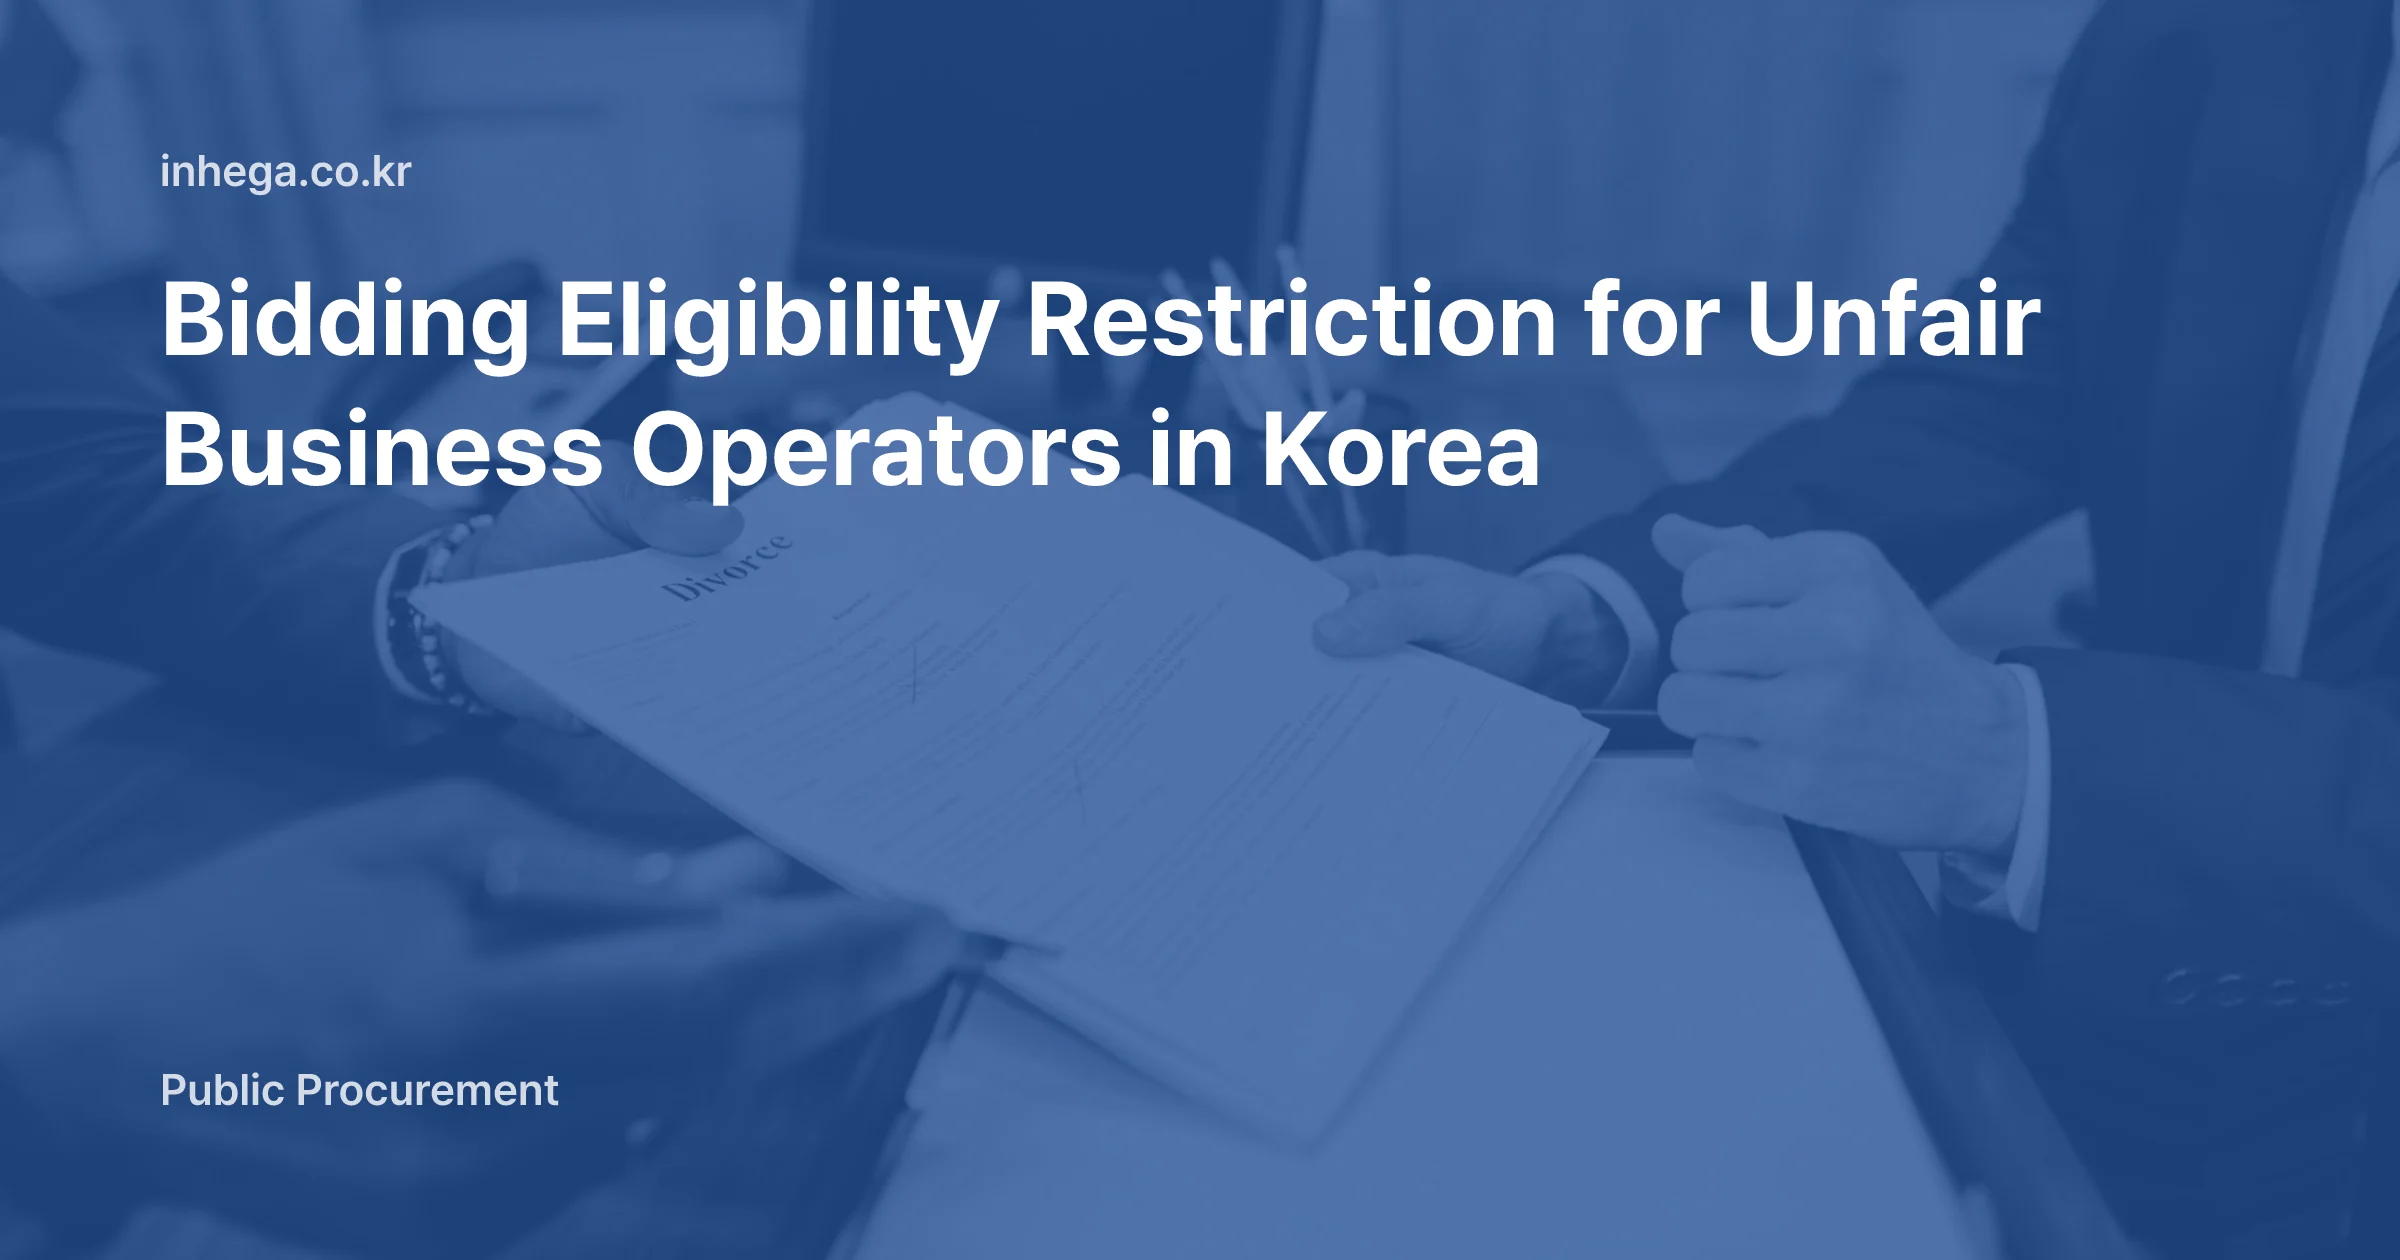 inhega.co.kr
Bidding Eligibility Restriction for Unfair
Business Operators in Korea
Divorce
Public Procurement